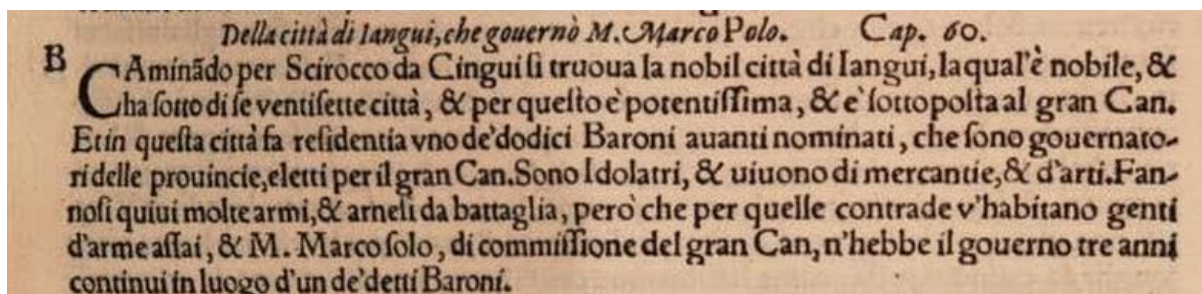 Della città di Iangui, che gouernò M. Marco Polo. Cap. 60.
B
CAminãdo per Scirocco da Cingui si truoua la nobil città di Iangui, laqual'è nobile, &
ha sotto di se ventisette città, & per questo è potentissima, & e' sottoposta al gran Can.
Et in questa città fa residentia vno de'dodici Baroni auanti nominati, che sono gouernato-
ri delle prouincie, eletti per il gran Can. Sono Idolatri, & uiuono di mercantie, & d'arti. Fan-
nosi quiui molte armi, & arnesi da battaglia, pero che per quelle contrade v'habitano genti
d'arme assai, & M. Marco solo, di commissione del gran Can, n'hebbe il gouerno tre anni
continui in luogo d'un de'detti Baroni.